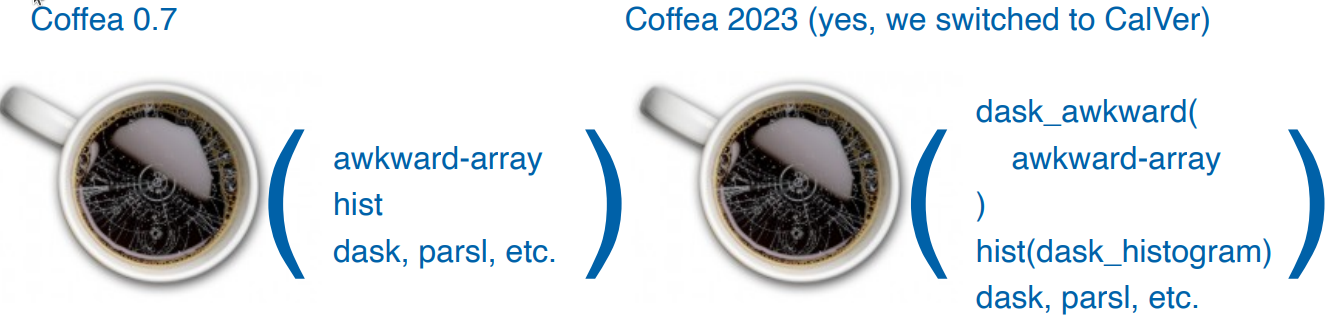 Coffea 0.7
awkward-array
hist
dask, parsl, etc.
Coffea 2023 (yes, we switched to CalVer)
dask_awkward(
awkward-array
)
hist(dask_histogram)
dask, parsl, etc.